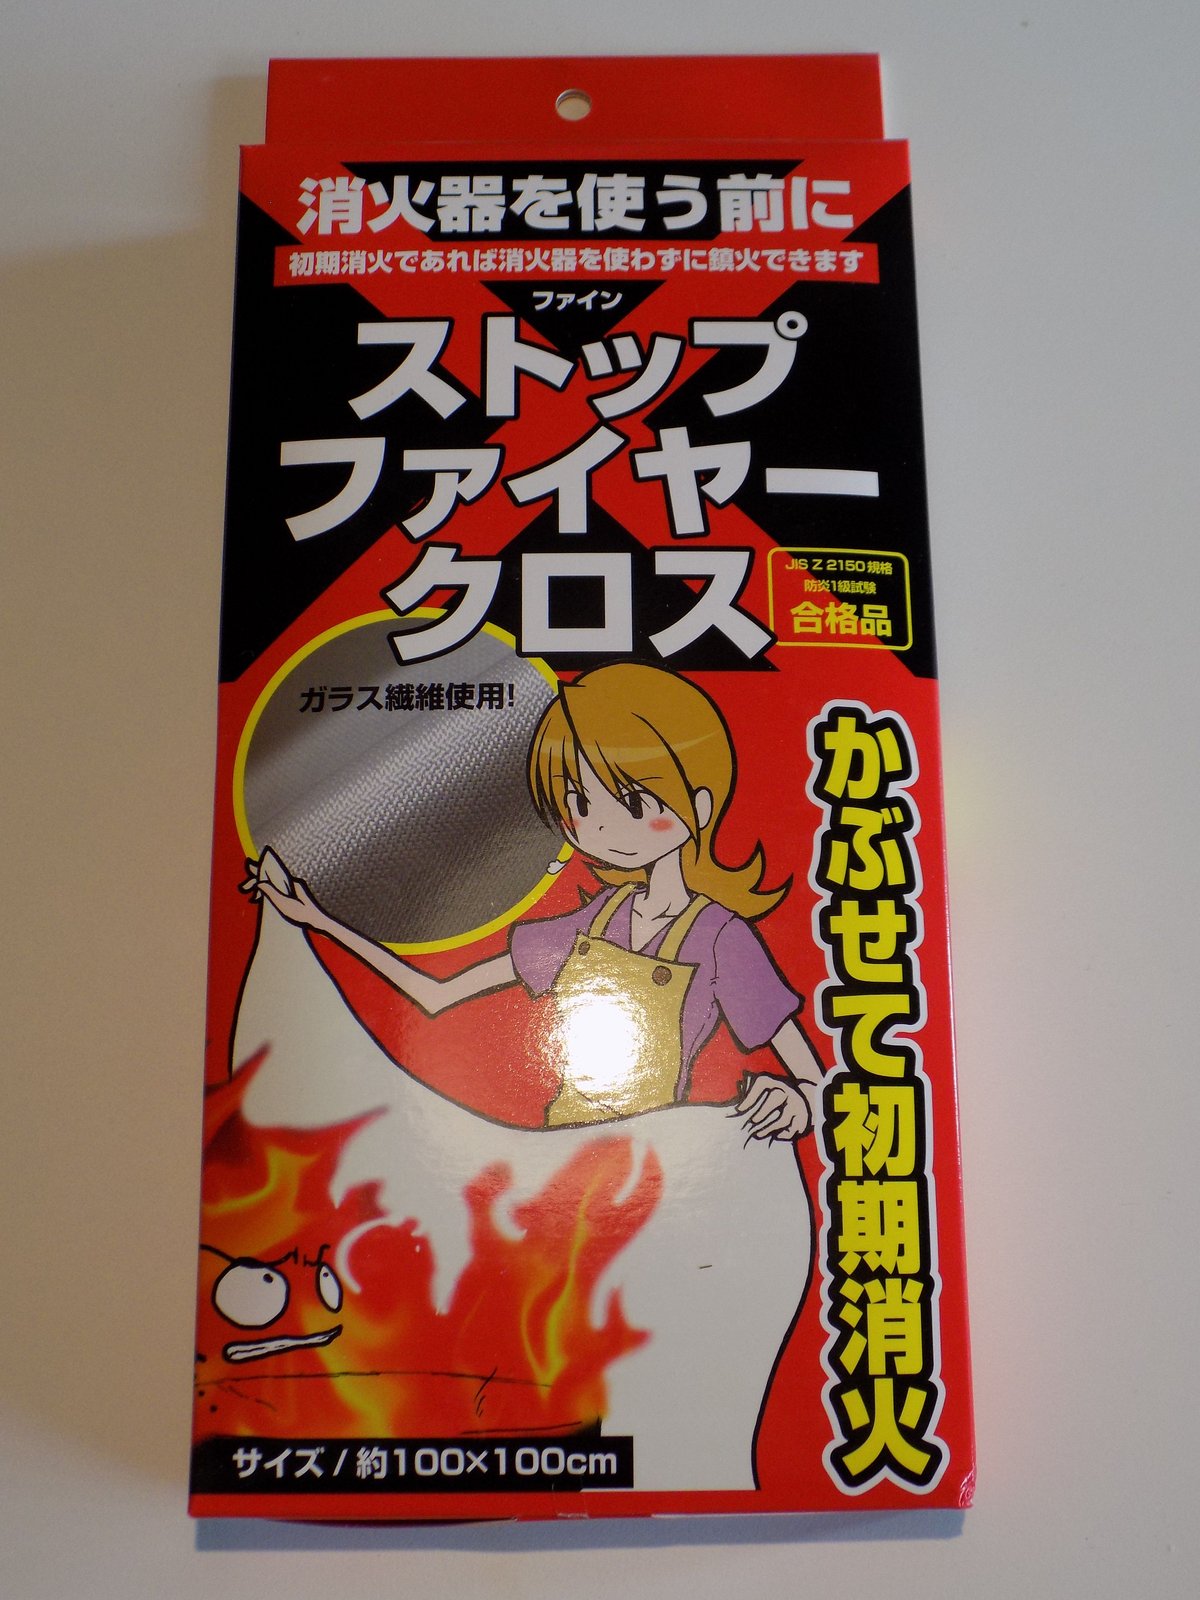 消火器を使う前に
初期消火であれば消火器を使わずに鎮火できます
ファイン
ストップ
ファイヤー
クロス
JIS Z 2150 規格
防炎1級試験
合格品
ガラス繊維使用!
かぶせて初期消火
サイズ / 約100×100cm